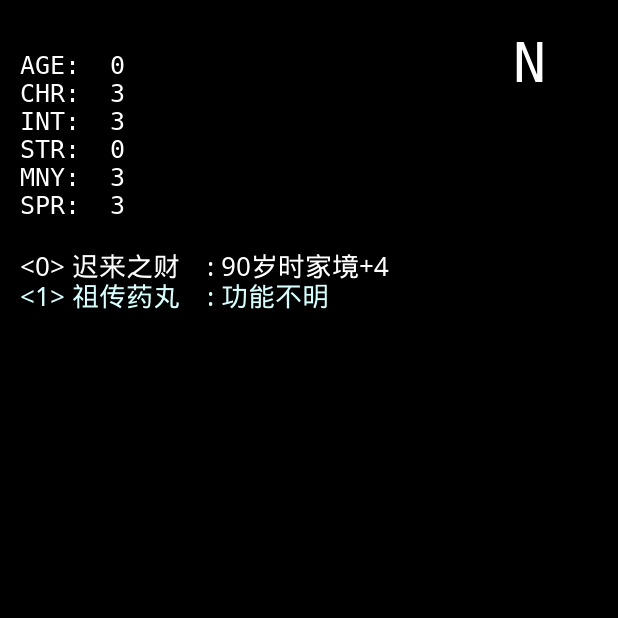 N
AGE: 0
CHR: 3
INT: 3
STR: 0
MNY: 3
SPR: 3
<0> 迟来之财 : 90岁时家境+4
<1> 祖传药丸 : 功能不明